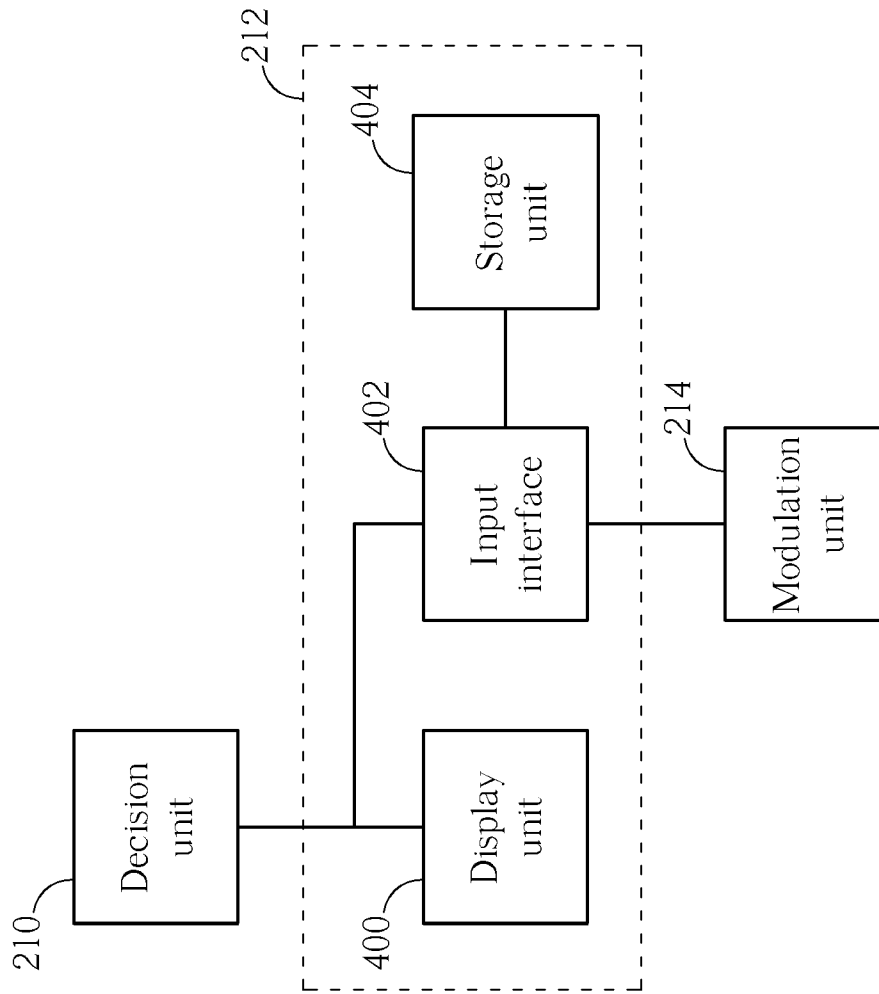 210
Decision
unit
212
400
Display
unit
402
Input
interface
404
Storage
unit
214
Modulation
unit